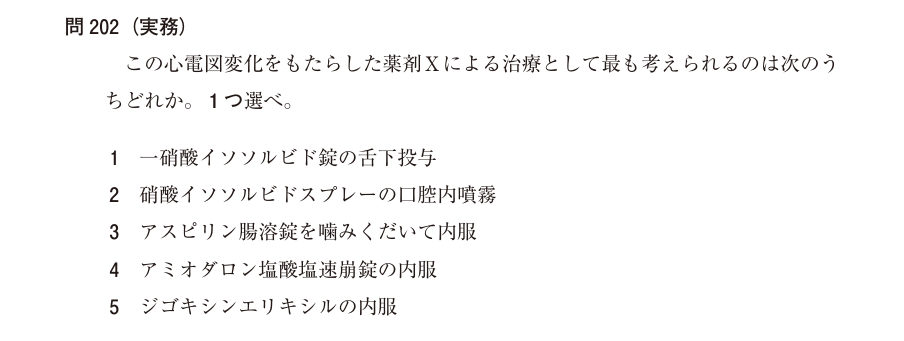 問 202（実務）
この心電図変化をもたらした薬剤Xによる治療として最も考えられるのは次のう
ちどれか。1つ選べ。
1 一硝酸イソソルビド錠の舌下投与
2 硝酸イソソルビドスプレーの口腔内噴霧
3 アスピリン腸溶錠を噛みくだいて内服
4 アミオダロン塩酸塩速崩錠の内服
5 ジゴキシンエリキシルの内服